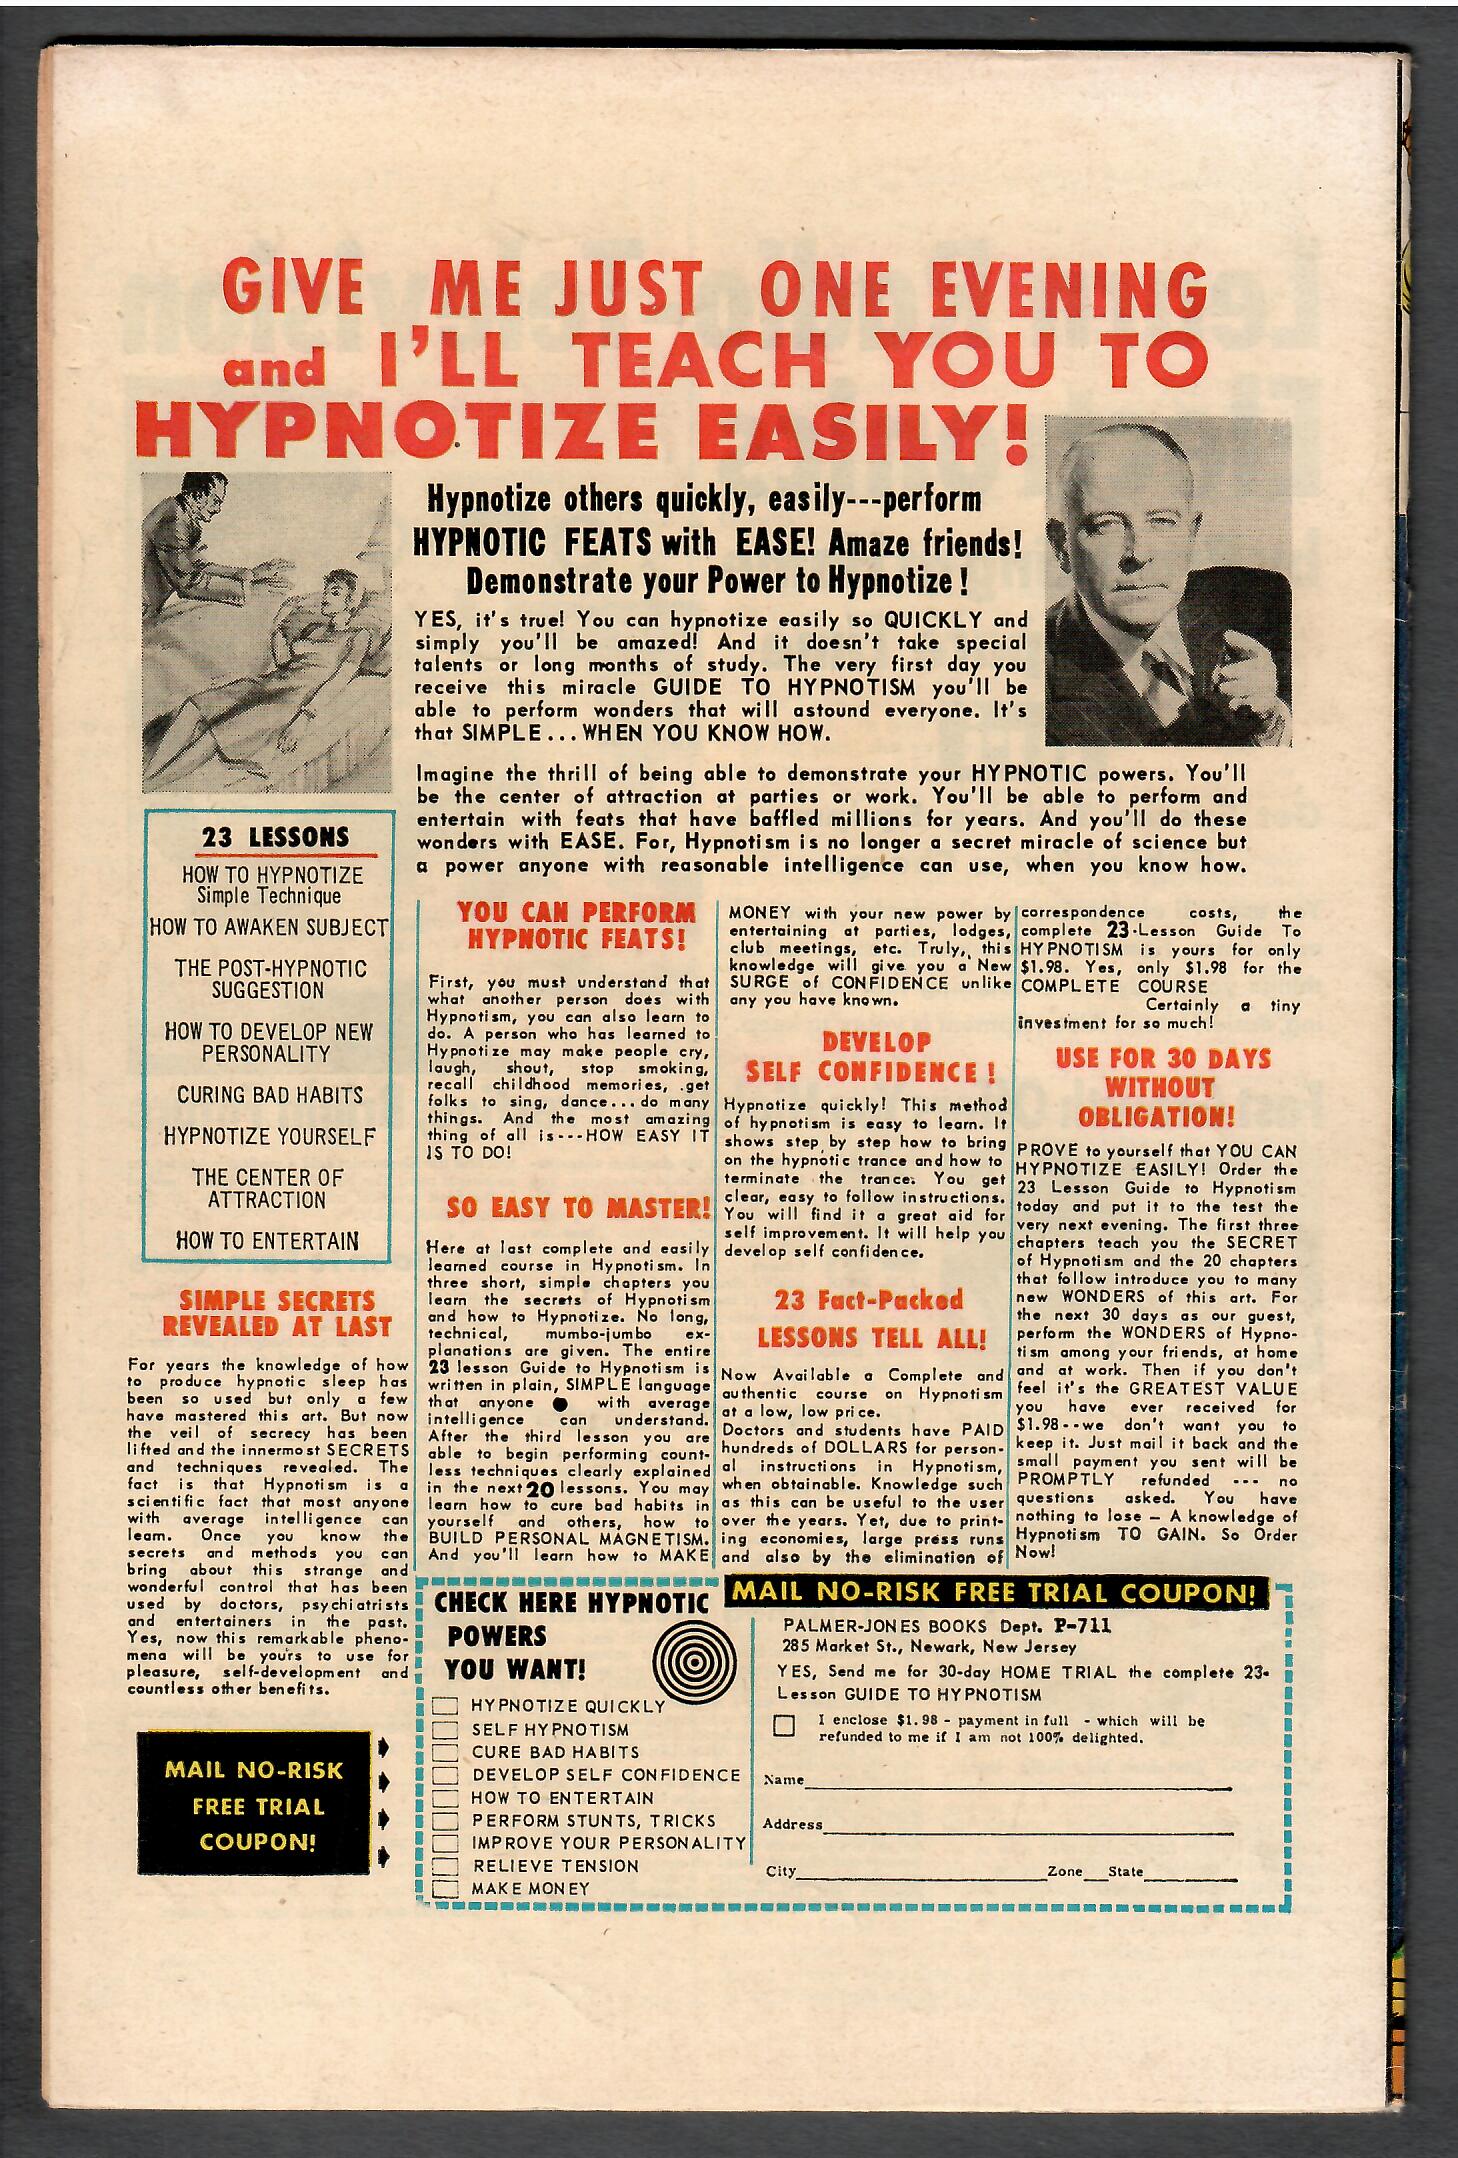 GIVE ME JUST ONE EVENING
and I'LL TEACH YOU TO
HYPNOTIZE EASILY!
Hypnotize others quickly, easily---perform
HYPNOTIC FEATS with EASE! Amaze friends!
Demonstrate your Power to Hypnotize!
YES, it's true! You can hypnotize easily so QUICKLY and
simply you'll be amazed! And it doesn't take special
talents or long months of study. The very first day you
receive this miracle GUIDE TO HYPNOTISM you'll be
able to perform wonders that will astound everyone. It's
that SIMPLE...WHEN YOU KNOW HOW.
Imagine the thrill of being able to demonstrate your HYPNOTIC powers. You'll
be the center of attraction at parties or work. You'll be able to perform and
entertain with feats that have baffled millions for years. And you'll do these
wonders with EASE. For, Hypnotism is no longer a secret miracle of science but
a power anyone with reasonable intelligence can use, when you know how.
23 LESSONS
HOW TO HYPNOTIZE
Simple Technique
HOW TO AWAKEN SUBJECT
THE POST-HYPNOTIC
SUGGESTION
HOW TO DEVELOP NEW
PERSONALITY
CURING BAD HABITS
HYPNOTIZE YOURSELF
THE CENTER OF
ATTRACTION
HOW TO ENTERTAIN
SIMPLE SECRETS
REVEALED AT LAST
For years the knowledge of how
to produce hypnotic sleep has
been so used but only a few
have mastered this art. But now
the veil of secrecy has been
lifted and the innermost SECRETS
and techniques revealed. The
fact is that Hypnotism is a
scientific fact that most anyone
with average intelligence can
learn. Once you know the
secrets and methods you can
bring about this strange and
wonderful control that has been
used by doctors, psychiatrists
and entertainers in the past.
Yes, now this remarkable pheno-
mena will be yours to use for
pleasure, self-development and
countless other benefits.
MAIL NO-RISK
FREE TRIAL
COUPON!
YOU CAN PERFORM
HYPNOTIC FEATS!
First, you must understand that
what another person does with
Hypnotism, you can also learn to
do. A person who has learned to
Hypnotize may make people cry,
laugh, shout, stop smoking,
recall childhood memories, .get
folks to sing, dance...do many
things. And the most amazing
thing of all is---HOW EASY IT
IS TO DO!
SO EASY TO MASTER!
Here at last complete and easily
learned course in Hypnotism. In
three short, simple chapters you
learn the secrets of Hypnotism
and how to Hypnotize. No long,
technical, mumbo-jumbo ex-
planations are given. The entire
23 lesson Guide to Hypnotism is
written in plain, SIMPLE language
that anyone with average
intelligence can understand.
After the third lesson you are
able to begin performing count-
less techniques clearly explained
in the next 20 lessons. You may
learn how to cure bad habits in
yourself and others, how to
BUILD PERSONAL MAGNETISM.
And you'll learn how to MAKE
MONEY with your new power by
entertaining at parties, lodges,
club meetings, etc. Truly,, this
knowledge will give you a New
SURGE of CONFIDENCE unlike
any you have known.
DEVELOP
SELF CONFIDENCE!
Hypnotize quickly! This method
of hypnotism is easy to learn. It
shows step by step how to bring
on the hypnotic trance and how to
terminate the trance. You get
clear, easy to follow instructions.
You will find it a great aid for
self improvement. It will help you
develop self confidence.
23 Fact-Packed
LESSONS TELL ALL!
Now Available a Complete and
authentic course on Hypnotism
at a low, low price.
Doctors and students have PAID
hundreds of DOLLARS for person-
al instructions in Hypnotism,
when obtainable. Knowledge such
as this can be useful to the user
over the years. Yet, due to print-
ing economies, large press runs
and also by the elimination of
correspondence costs, the
complete 23-Lesson Guide To
HYPNOTISM is yours for only
$1.98. Yes, only $1.98 for the
COMPLETE COURSE
Certainly a tiny
investment for so much!
USE FOR 30 DAYS
WITHOUT
OBLIGATION!
PROVE to yourself that YOU CAN
HYPNOTIZE EASILY! Order the
23 Lesson Guide to Hypnotism
today and put it to the test the
very next evening. The first three
chapters teach you the SECRET
of Hypnotism and the 20 chapters
that follow introduce you to many
new WONDERS of this art. For
the next 30 days as our guest,
perform the WONDERS of Hypno-
tism among your friends, at home
and at work. Then if you don't
feel it's the GREATEST VALUE
you have ever received for
$1.98--we don't want you to
keep it. Just mail it back and the
small payment you sent will be
PROMPTLY refunded --- no
questions asked. You have
nothing to lose — A knowledge of
Hypnotism TO GAIN. So Order
Now!
CHECK HERE HYPNOTIC
POWERS
YOU WANT!
HYPNOTIZE QUICKLY
SELF HYPNOTISM
CURE BAD HABITS
DEVELOP SELF CONFIDENCE
HOW TO ENTERTAIN
PERFORM STUNTS, TRICKS
IMPROVE YOUR PERSONALITY
RELIEVE TENSION
MAKE MONEY
MAIL NO-RISK FREE TRIAL COUPON!
PALMER-JONES BOOKS Dept. P-711
285 Market St., Newark, New Jersey
YES, Send me for 30-day HOME TRIAL the complete 23-
Lesson GUIDE TO HYPNOTISM
I enclose $1.98 - payment in full - which will be
refunded to me if I am not 100% delighted.
Name
Address
City Zone State